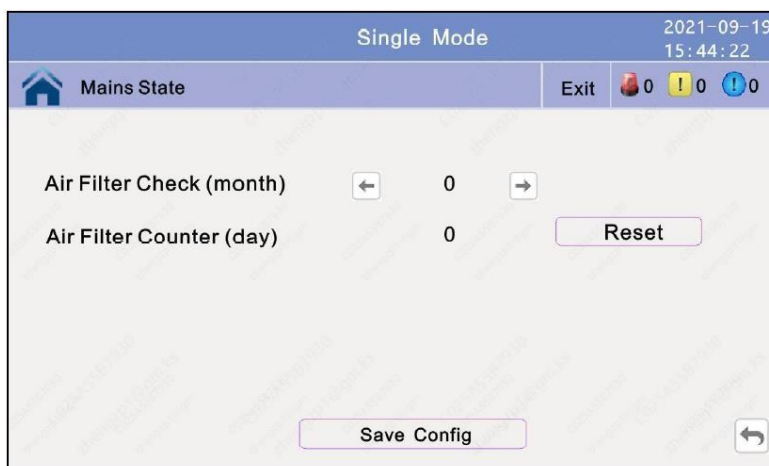 Single Mode
2021-09-19
15:44:22
Mains State
Exit
0
! 0
! 0
Air Filter Check (month)
←
0
→
Air Filter Counter (day)
0
Reset
Save Config